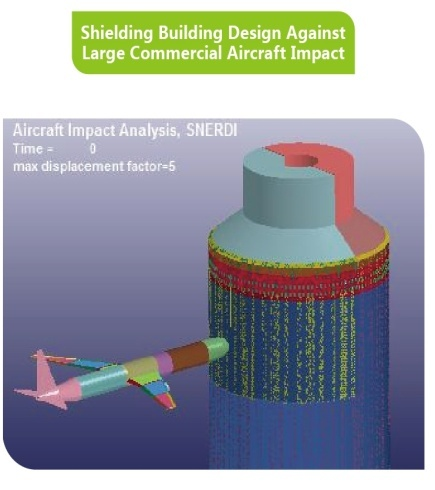 Shielding Building Design Against
Large Commercial Aircraft Impact
Aircraft Impact Analysis, SNERDI
Time = 0
max displacement factor=5